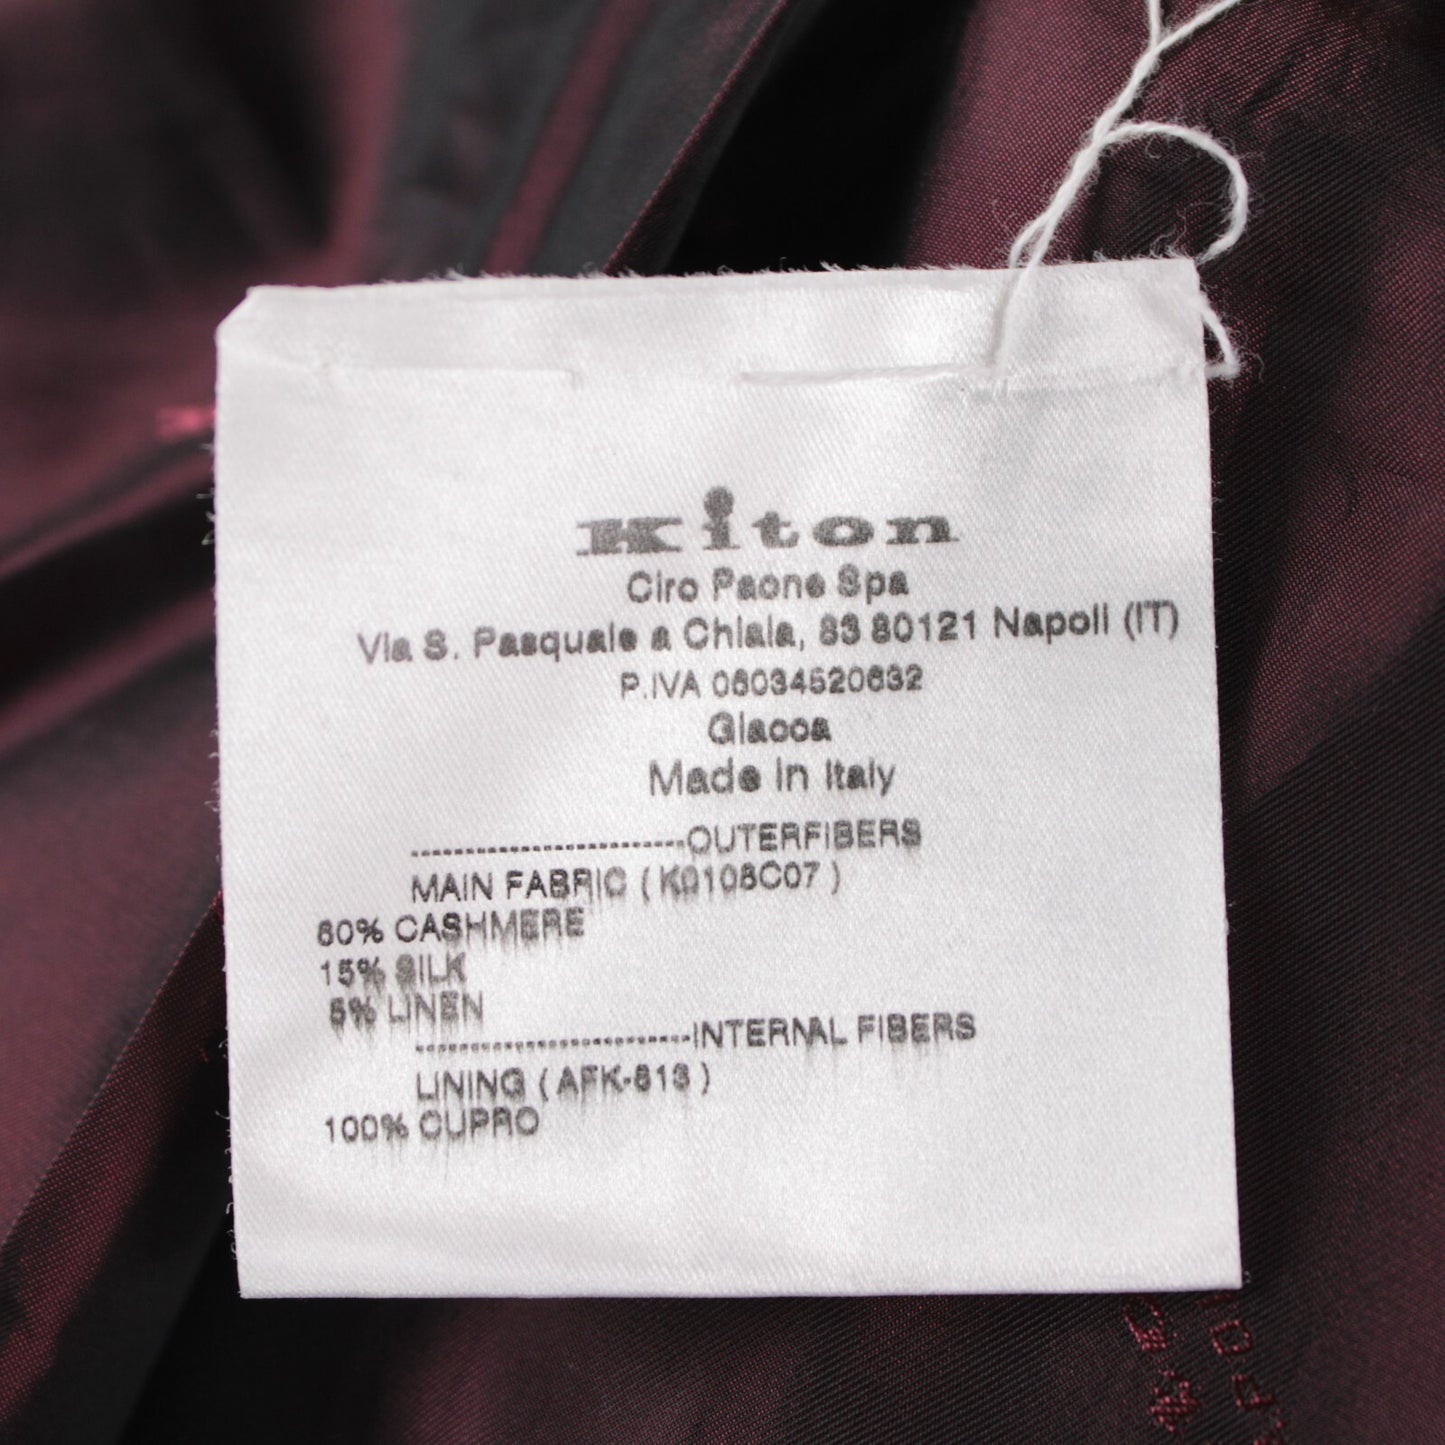 Kiton
Ciro Paone Spa
Via S. Pasquale a Chiaia, 83 80121 Napoli (IT)
P.IVA 06034520632
Giacca
Made in Italy
-------------------------OUTERFIBERS
MAIN FABRIC ( K0108C07 )
80% CASHMERE
15% SILK
5% LINEN
-------------------------INTERNAL FIBERS
LINING ( AFK-613 )
100% CUPRO